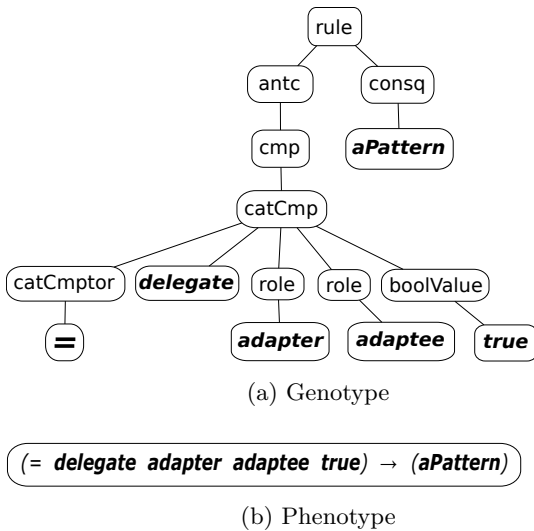 rule
antc consq
cmp aPattern
catCmp
catCmptor delegate role role boolValue
= adapter adaptee true
(a) Genotype
(= delegate adapter adaptee true) → (aPattern)
(b) Phenotype